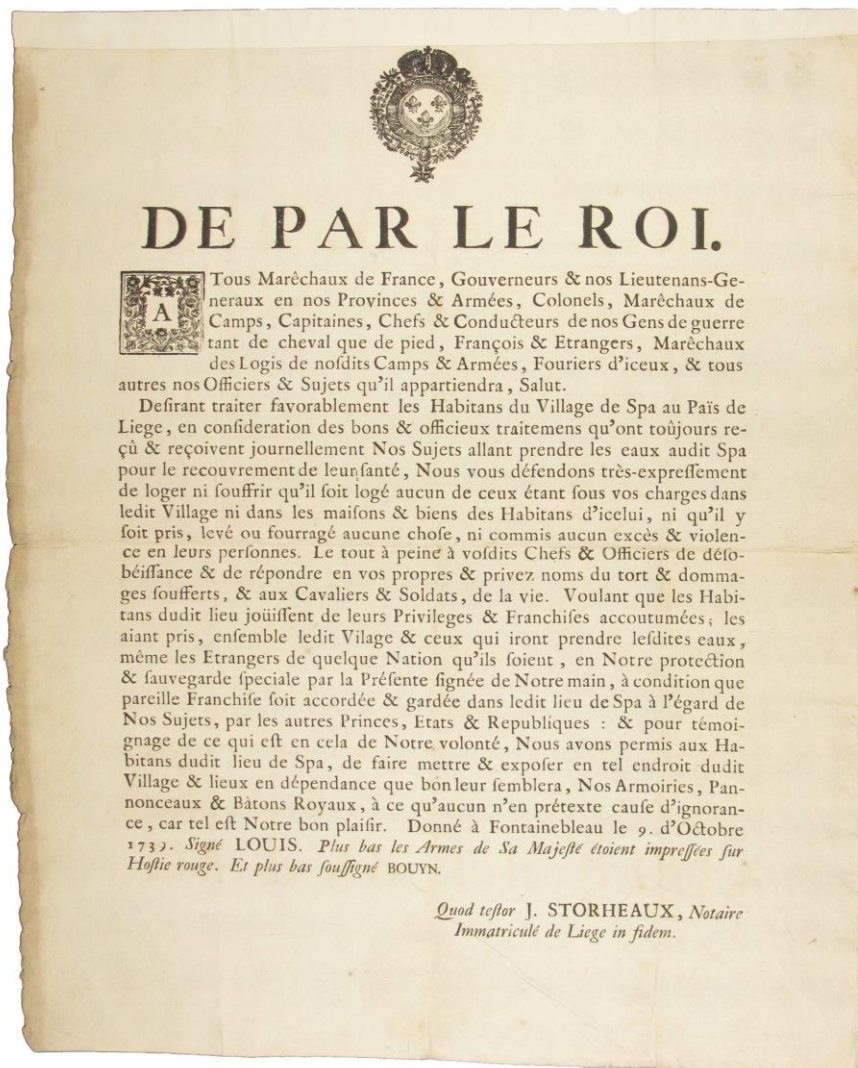 DE PAR LE ROI.
A Tous Marêchaux de France, Gouverneurs & nos Lieutenans-Ge-
neraux en nos Provinces & Armées, Colonels, Marêchaux de
Camps, Capitaines, Chefs & Conducteurs de nos Gens de guerre
tant de cheval que de pied, François & Etrangers, Marêchaux
des Logis de noſdits Camps & Armées, Fouriers d'iceux, & tous
autres nos Officiers & Sujets qu'il appartiendra, Salut.
Deſirant traiter favorablement les Habitans du Village de Spa au Païs de
Liege, en conſideration des bons & officieux traitemens qu'ont toûjours re-
çû & reçoivent journellement Nos Sujets allant prendre les eaux audit Spa
pour le recouvrement de leur ſanté, Nous vous défendons très-expreſſement
de loger ni ſouffrir qu'il ſoit logé aucun de ceux étant ſous vos charges dans
ledit Village ni dans les maiſons & biens des Habitans d'icelui, ni qu'il y
ſoit pris, levé ou fourragé aucune choſe, ni commis aucun excès & violen-
ce en leurs perſonnes. Le tout à peine à voſdits Chefs & Officiers de déſo-
béiſſance & de répondre en vos propres & privez noms du tort & domma-
ges ſoufferts, & aux Cavaliers & Soldats, de la vie. Voulant que les Habi-
tans dudit lieu joüiſſent de leurs Privileges & Franchiſes accoutumées; les
aiant pris, enſemble ledit Vilage & ceux qui iront prendre leſdites eaux,
même les Etrangers de quelque Nation qu'ils ſoient, en Notre protection
& ſauvegarde ſpeciale par la Préſente ſignée de Notre main, à condition que
pareille Franchiſe ſoit accordée & gardée dans ledit lieu de Spa à l'égard de
Nos Sujets, par les autres Princes, Etats & Republiques : & pour témoi-
gnage de ce qui eſt en cela de Notre volonté, Nous avons permis aux Ha-
bitans dudit lieu de Spa, de faire mettre & expoſer en tel endroit dudit
Village & lieux en dépendance que bon leur ſemblera, Nos Armoiries, Pan-
nonceaux & Bâtons Royaux, à ce qu'aucun n'en prétexte cauſe d'ignoran-
ce, car tel eſt Notre bon plaiſir. Donné à Fontainebleau le 9. d'Octobre
1739. Signé LOUIS. Plus bas les Armes de Sa Majeſté étoient impreſſées ſur
Hoſtie rouge. Et plus bas ſouſſigné BOUYN.
Quod teſtor J. STORHEAUX, Notaire
Immatriculé de Liege in fidem.